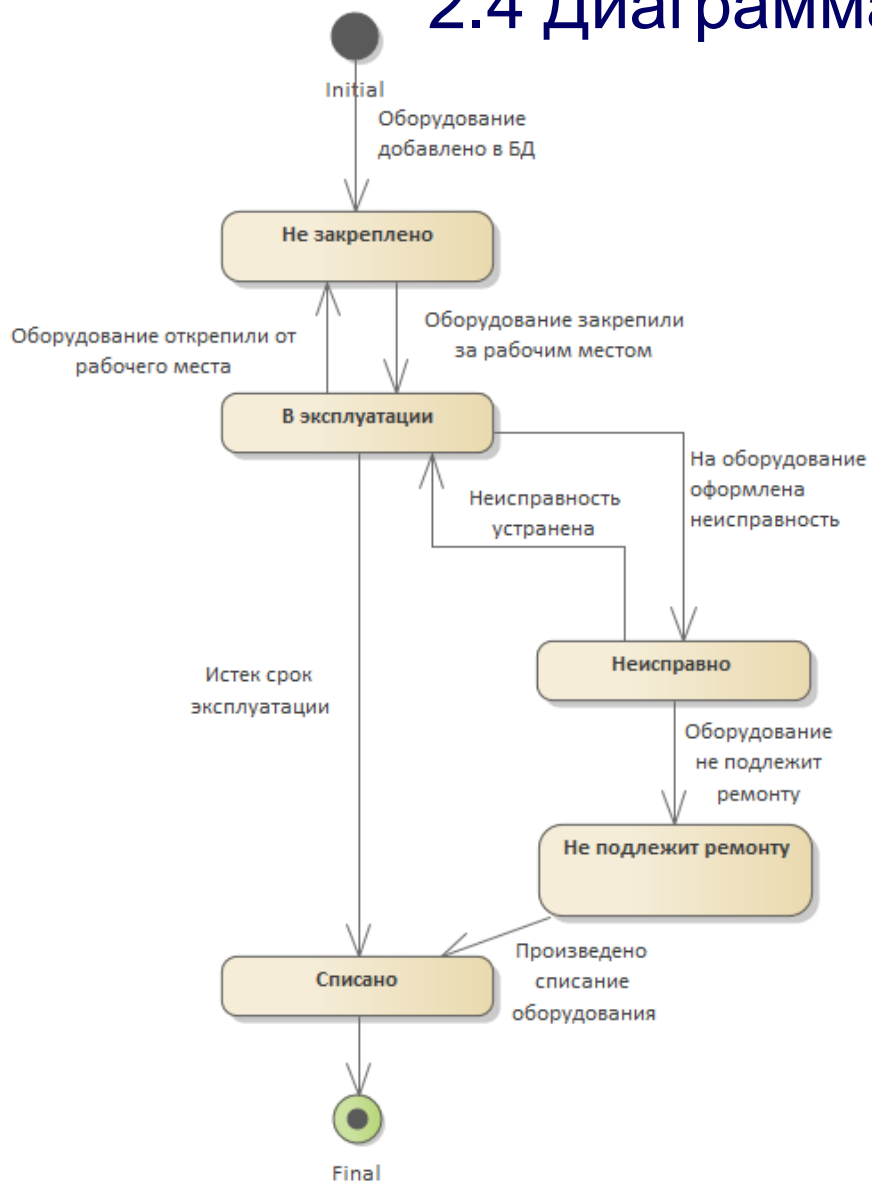 2.4 Диаграмма
Initial
Оборудование
добавлено в БД
Не закреплено
Оборудование открепили от
рабочего места
Оборудование закрепили
за рабочим местом
В эксплуатации
На оборудование
оформлена
неисправность
Неисправность
устранена
Неисправно
Истек срок
эксплуатации
Оборудование
не подлежит
ремонту
Не подлежит ремонту
Произведено
списание
оборудования
Списано
Final